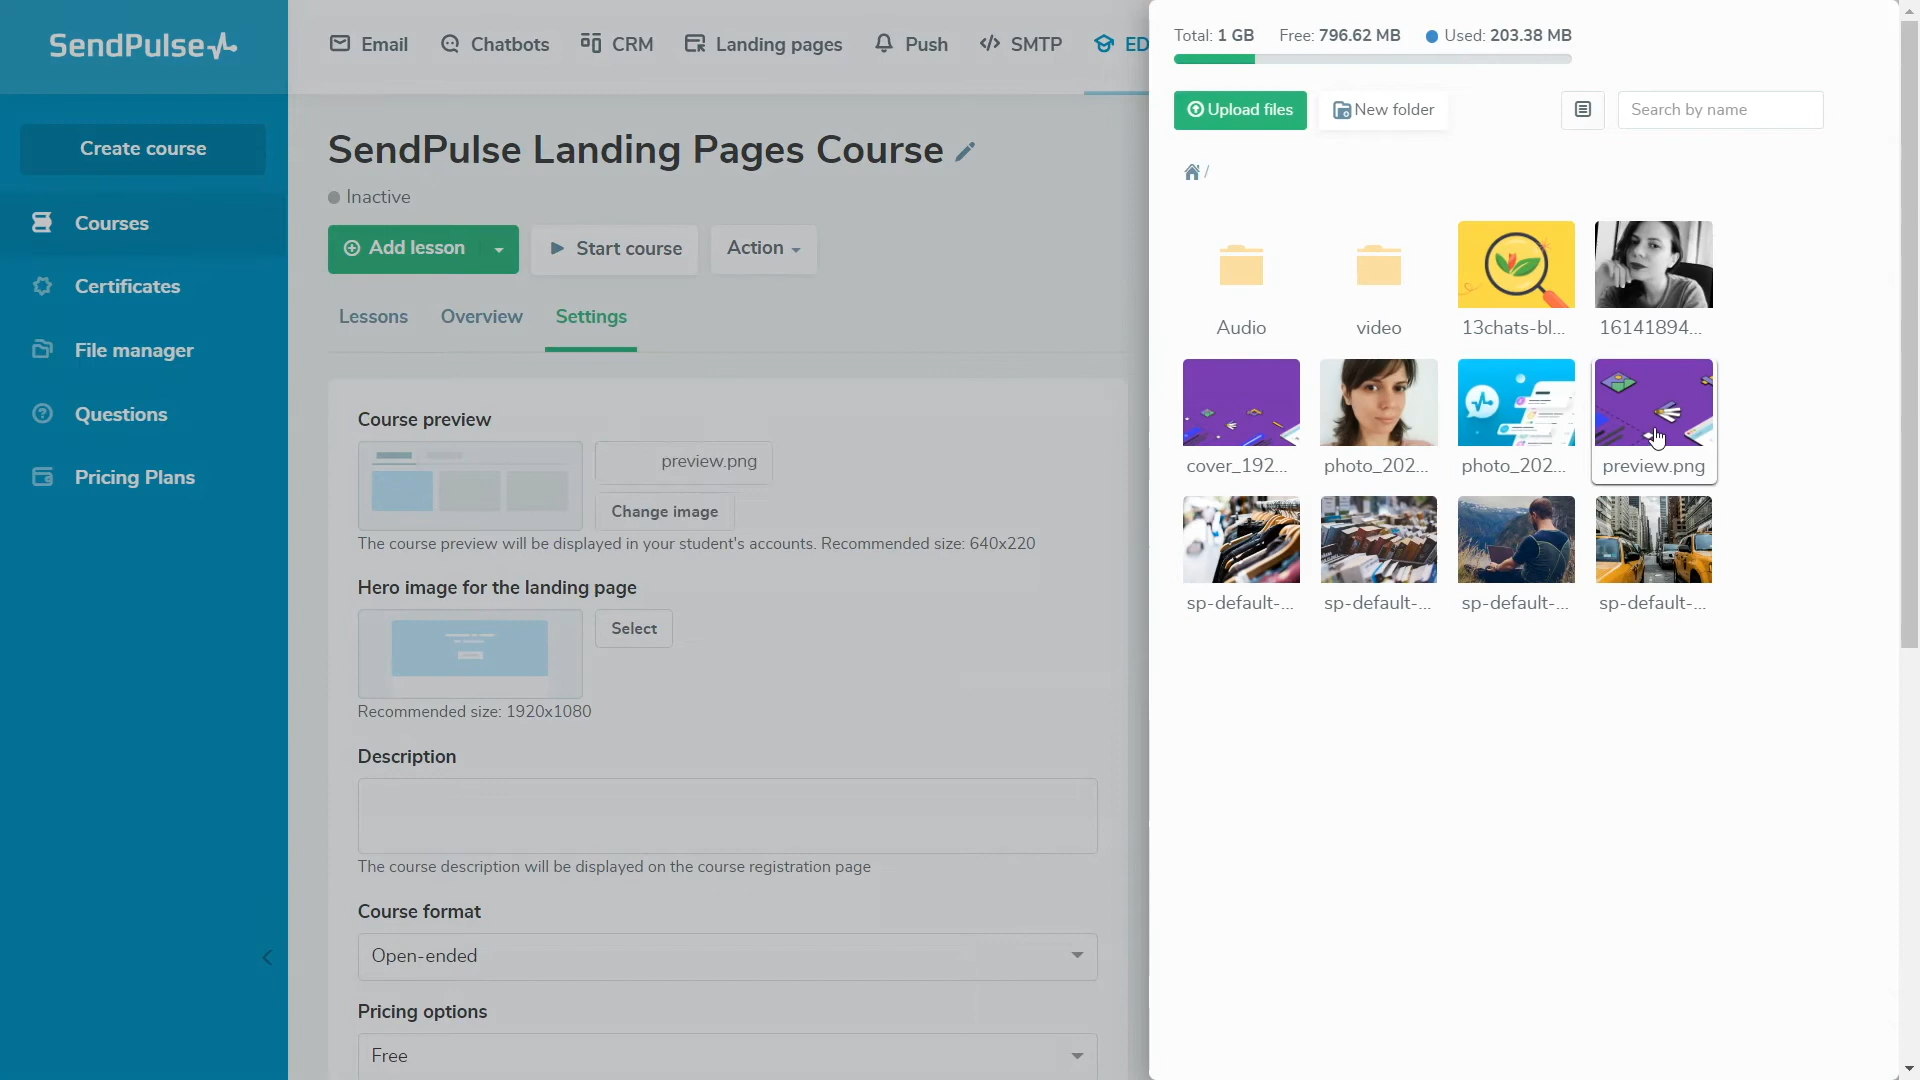 SendPulse
Email
Chatbots
CRM
Landing pages
Push
SMTP
ED
Create course
Courses
Certificates
File manager
Questions
Pricing Plans
SendPulse Landing Pages Course
Inactive
Add lesson
Start course
Action
Lessons
Overview
Settings
Course preview
preview.png
Change image
The course preview will be displayed in your student's accounts. Recommended size: 640x220
Hero image for the landing page
Select
Recommended size: 1920x1080
Description
The course description will be displayed on the course registration page
Course format
Open-ended
Pricing options
Free
Total: 1 GB Free: 796.62 MB Used: 203.38 MB
Upload files
New folder
Search by name
/
Audio
video
13chats-bl...
16141894...
cover_192...
photo_202...
photo_202...
preview.png
sp-default-...
sp-default-...
sp-default-...
sp-default-...